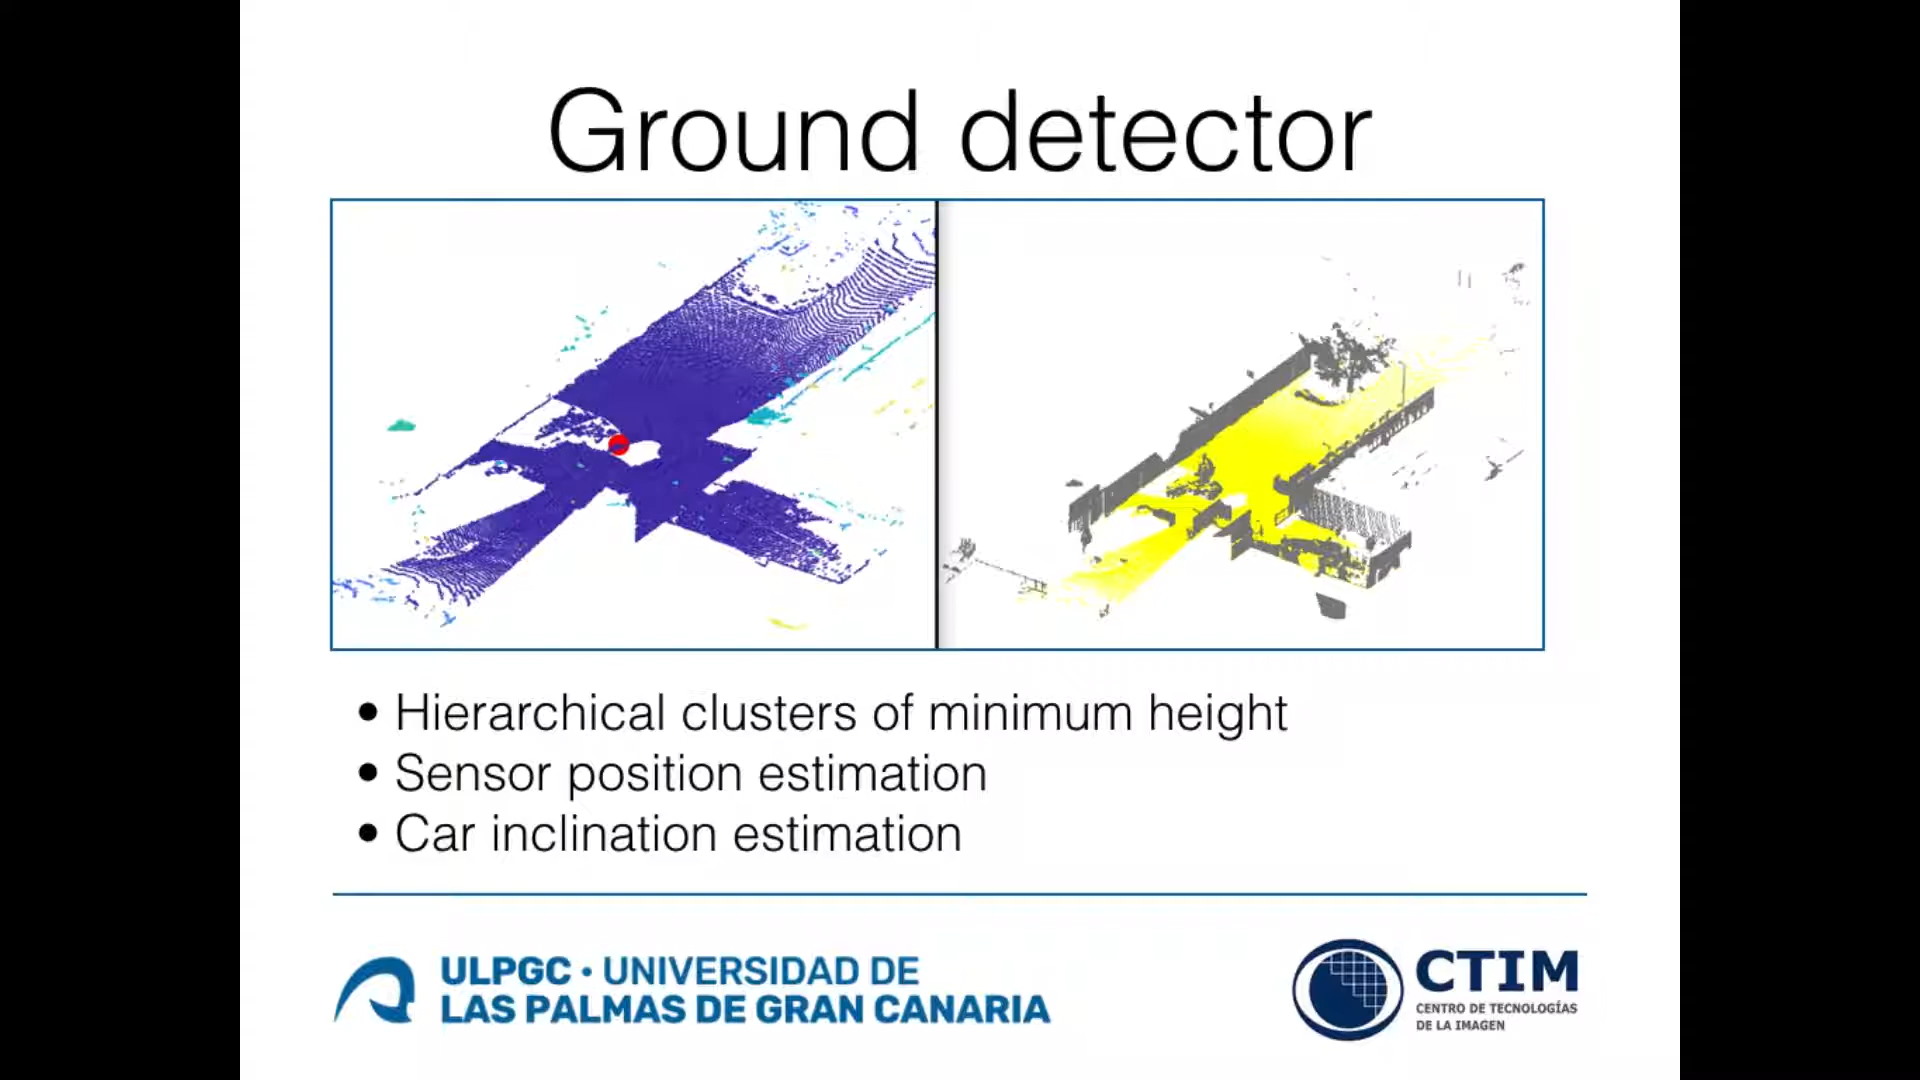 Ground detector
• Hierarchical clusters of minimum height
• Sensor position estimation
• Car inclination estimation
ULPGC • UNIVERSIDAD DE
LAS PALMAS DE GRAN CANARIA
CTIM
CENTRO DE TECNOLOGÍAS
DE LA IMAGEN